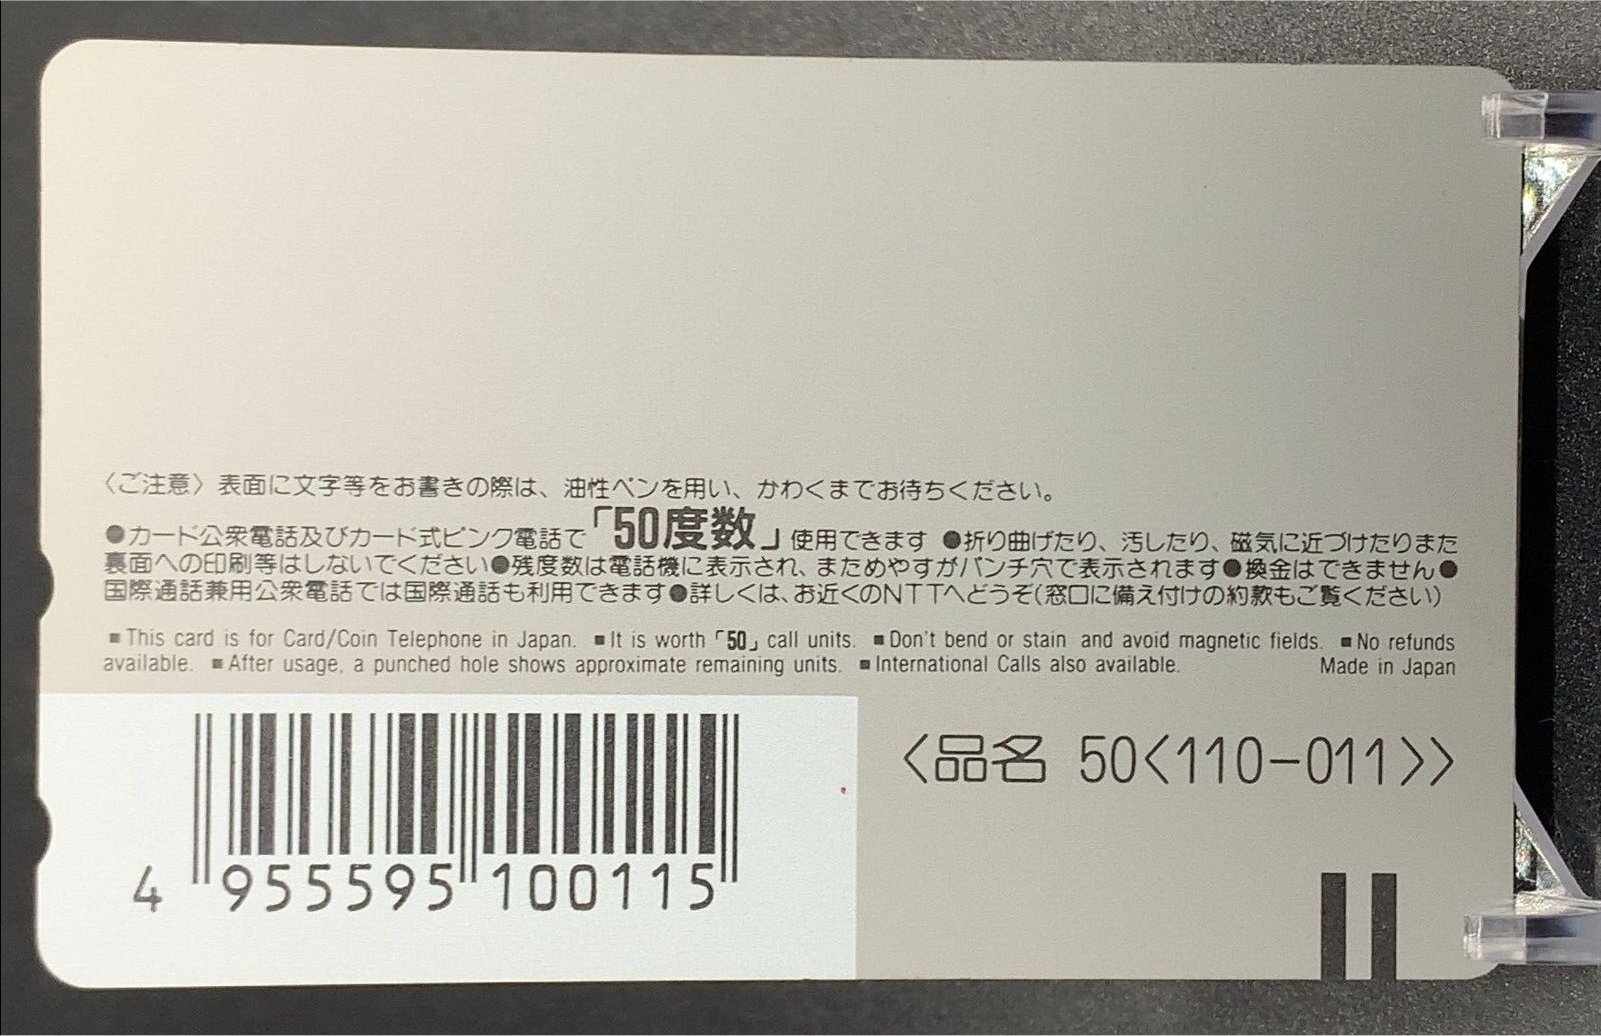 〈ご注意〉表面に文字等をお書きの際は、油性ペンを用い、かわくまでお待ちください。
●カード公衆電話及びカード式ピンク電話で「50度数」使用できます ●折り曲げたり、汚したり、磁気に近づけたりまた
裏面への印刷等はしないでください●残度数は電話機に表示され、まためやすがパンチ穴で表示されます●換金はできません●
国際通話兼用公衆電話では国際通話も利用できます●詳しくは、お近くのNTTへどうぞ(窓口に備え付けの約款もご覧ください)
■This card is for Card/Coin Telephone in Japan. ■It is worth「50」call units. ■Don't bend or stain and avoid magnetic fields. ■No refunds
available. ■After usage, a punched hole shows approximate remaining units. ■International Calls also available. Made in Japan
〈品名 50〈110-011〉〉
4 955595 100115